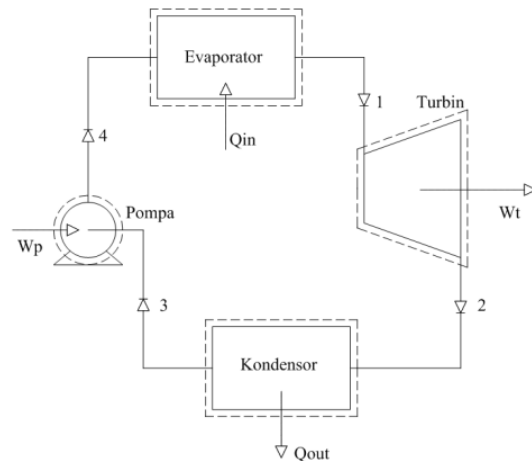 Evaporator
1
Turbin
Qin
4
Pompa
Wt
Wp
3
2
Kondensor
Qout